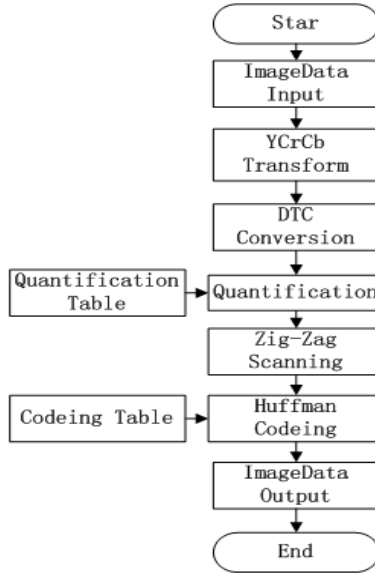 Star
ImageData
Input
YCrCb
Transform
DTC
Conversion
Quantification
Table
Quantification
Zig-Zag
Scanning
Codeing Table
Huffman
Codeing
ImageData
Output
End